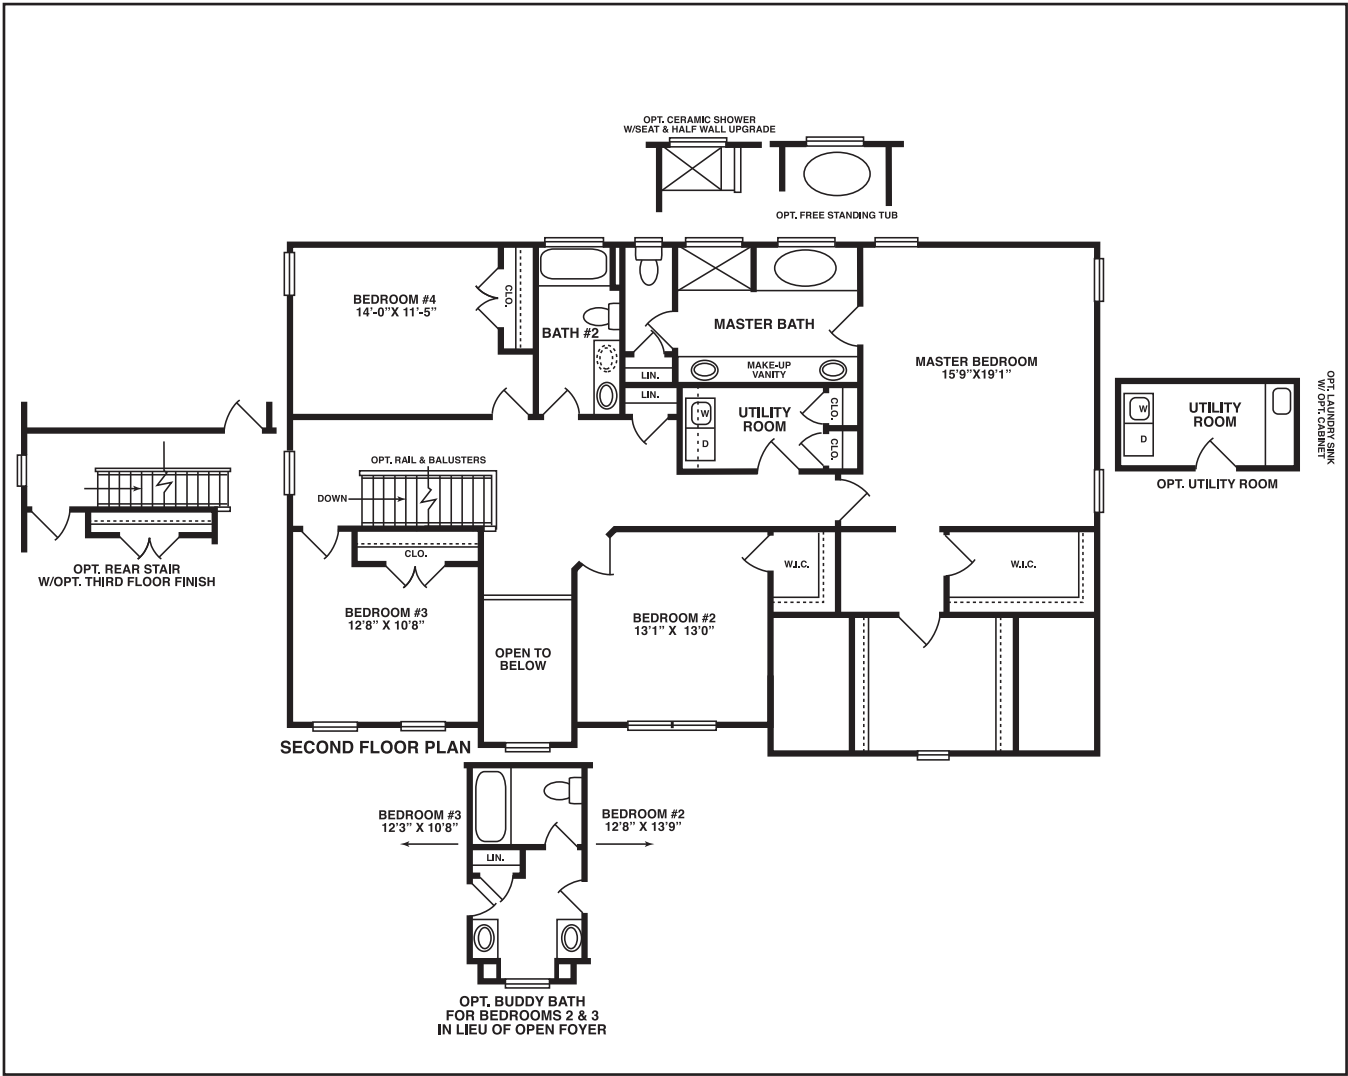 OPT. CERAMIC SHOWER
W/SEAT & HALF WALL UPGRADE
OPT. FREE STANDING TUB
BEDROOM #4
14'-0"X 11'-5"
CLO.
BATH #2
MASTER BATH
MAKE-UP
VANITY
LIN.
LIN.
MASTER BEDROOM
15'9"X19'1"
W
D
UTILITY
ROOM
CLO.
CLO.
W
D
UTILITY
ROOM
OPT. LAUNDRY SINK
W/ OPT. CABINET
OPT. UTILITY ROOM
OPT. RAIL & BALUSTERS
DOWN
OPT. REAR STAIR
W/OPT. THIRD FLOOR FINISH
CLO.
BEDROOM #3
12'8" X 10'8"
OPEN TO
BELOW
BEDROOM #2
13'1" X 13'0"
W.I.C.
W.I.C.
SECOND FLOOR PLAN
BEDROOM #3
12'3" X 10'8"
BEDROOM #2
12'8" X 13'9"
LIN.
OPT. BUDDY BATH
FOR BEDROOMS 2 & 3
IN LIEU OF OPEN FOYER